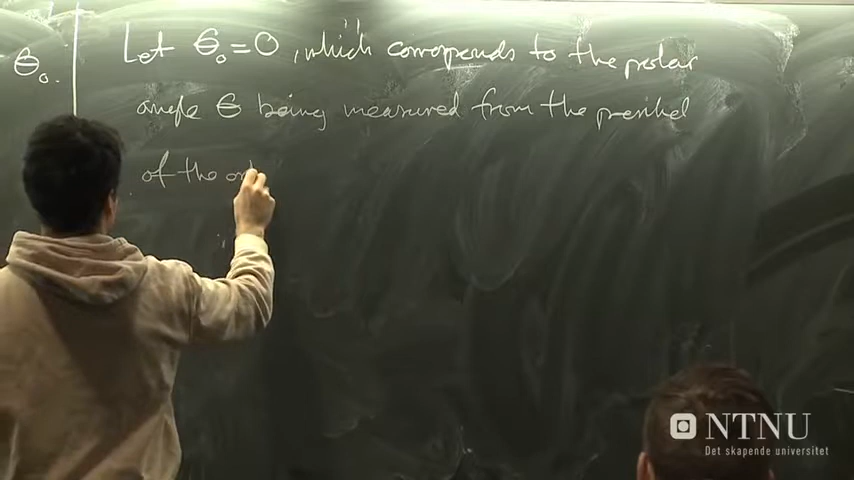 θ₀.
Let θ₀ = 0, which corresponds to the polar
angle θ being measured from the perihel
of the
NTNU
Det skapende universitet